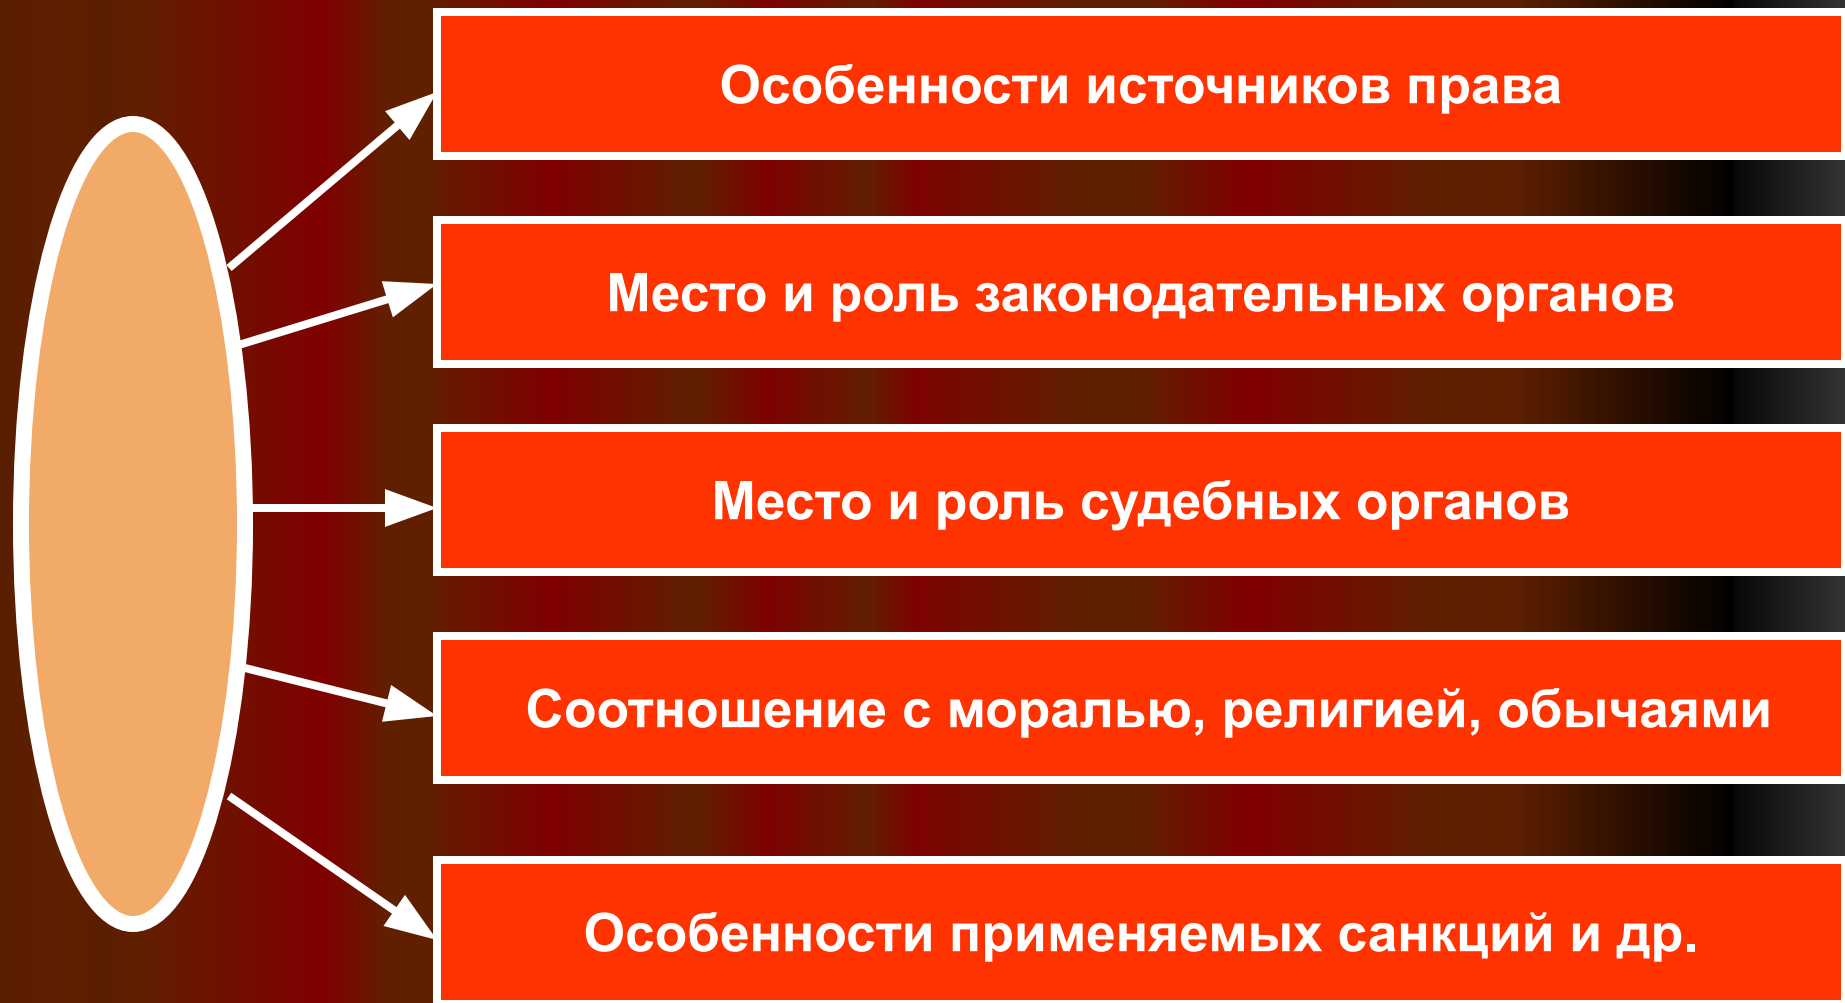 Особенности источников права
Место и роль законодательных органов
Место и роль судебных органов
Соотношение с моралью, религией, обычаями
Особенности применяемых санкций и др.